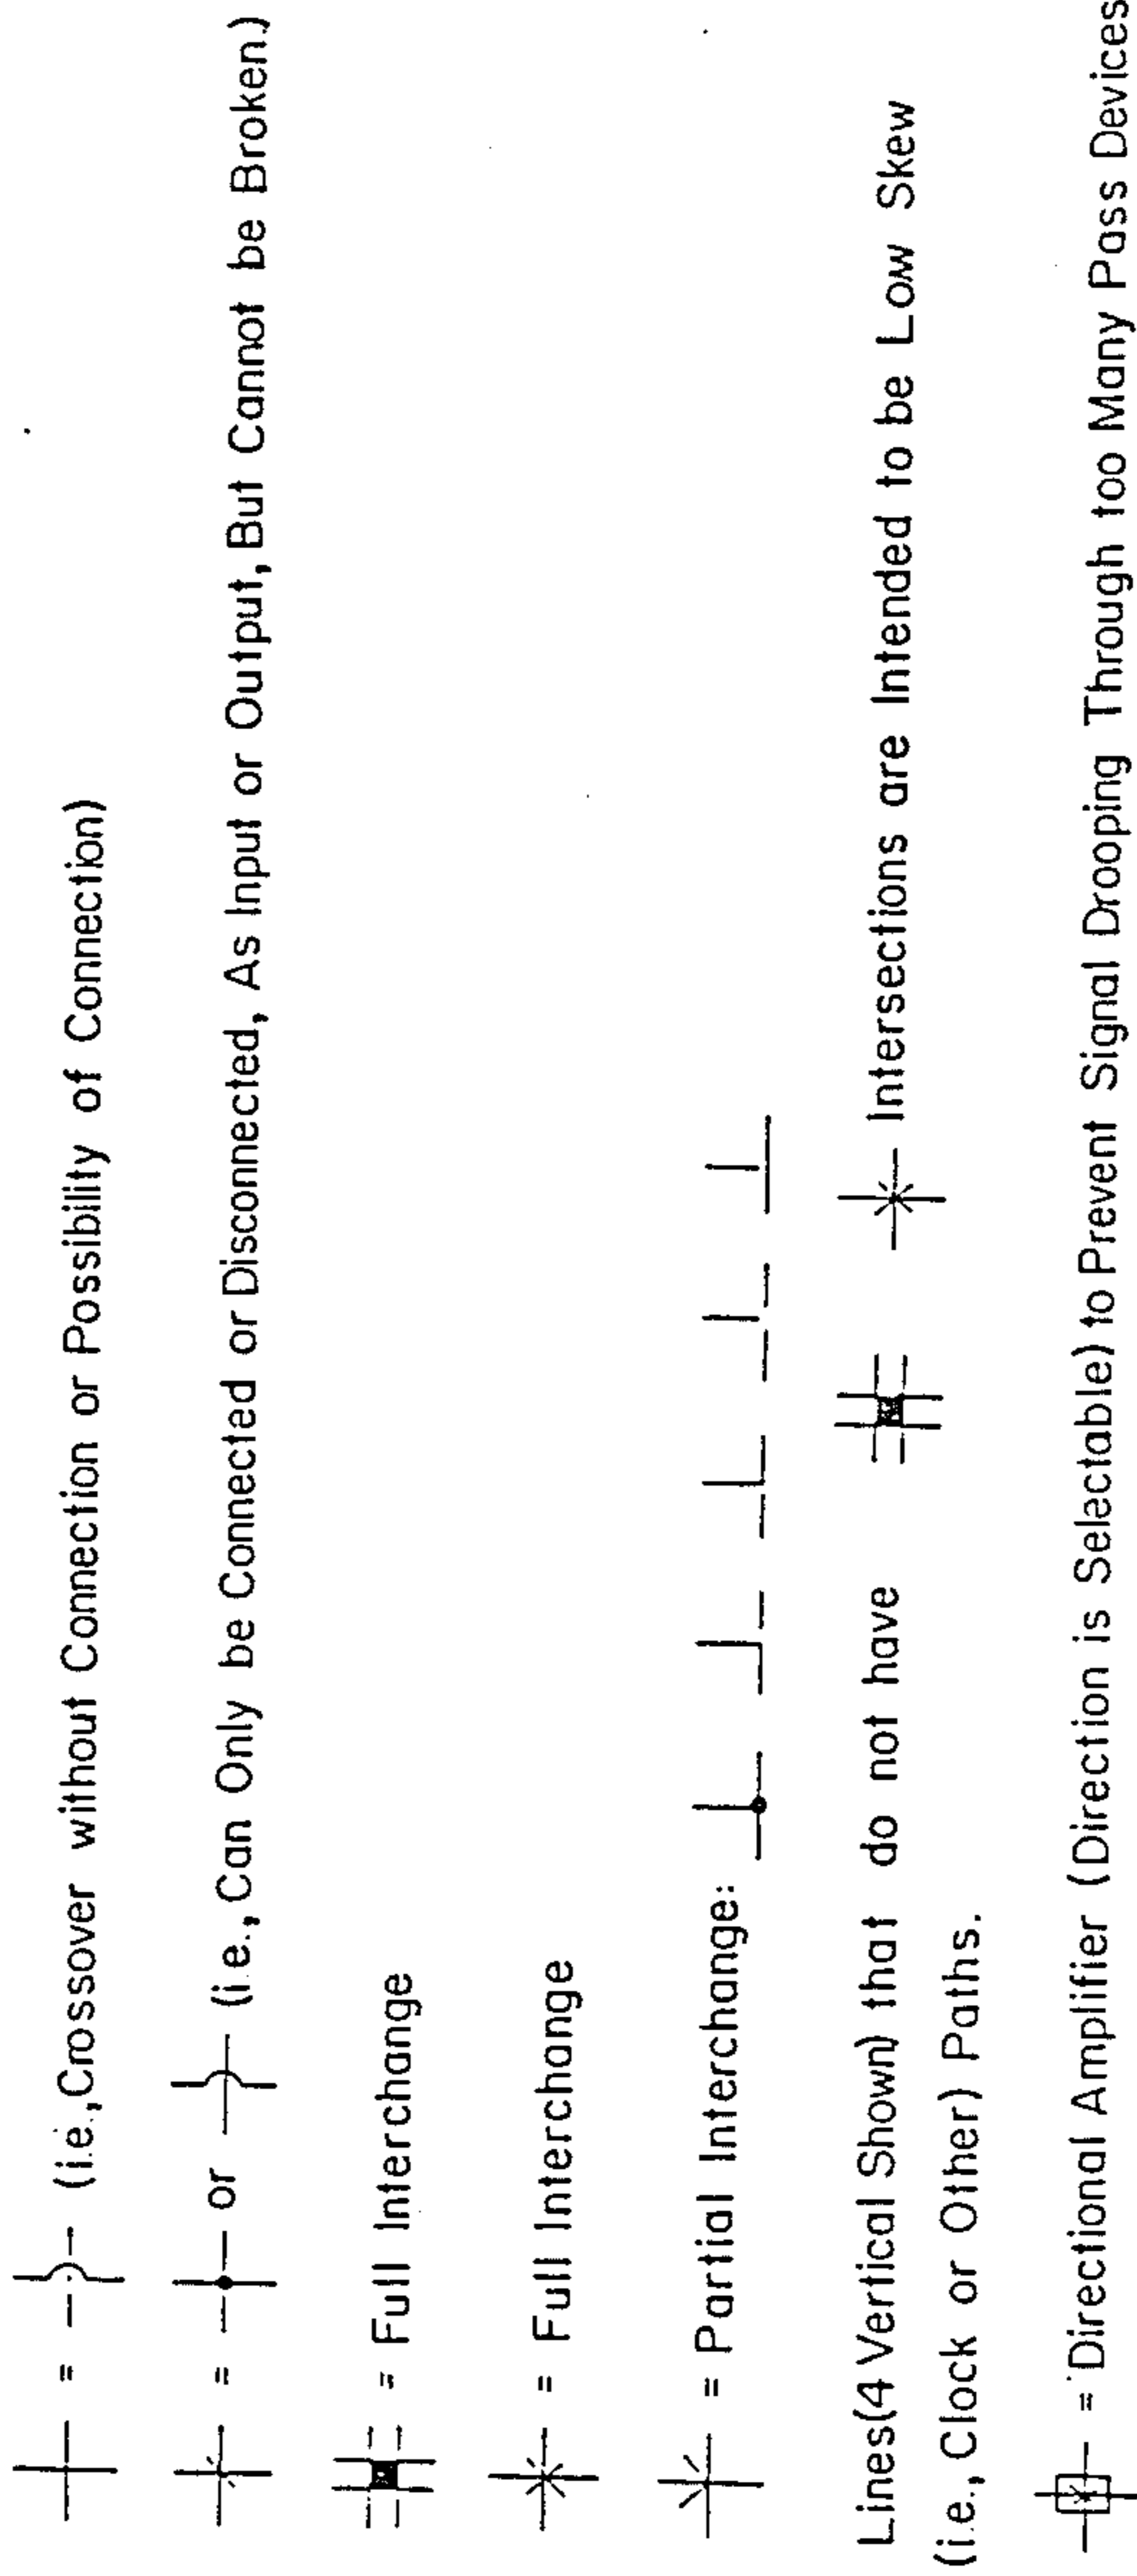 = (i.e., Crossover without Connection or Possibility of Connection)
= or (i.e., Can Only be Connected or Disconnected, As Input or Output, But Cannot be Broken.)
= Full Interchange
= Full Interchange
= Partial Interchange:
Lines (4 Vertical Shown) that do not have Intersections are Intended to be Low Skew
(i.e., Clock or Other) Paths.
= Directional Amplifier (Direction is Selectable) to Prevent Signal Drooping Through too Many Pass Devices